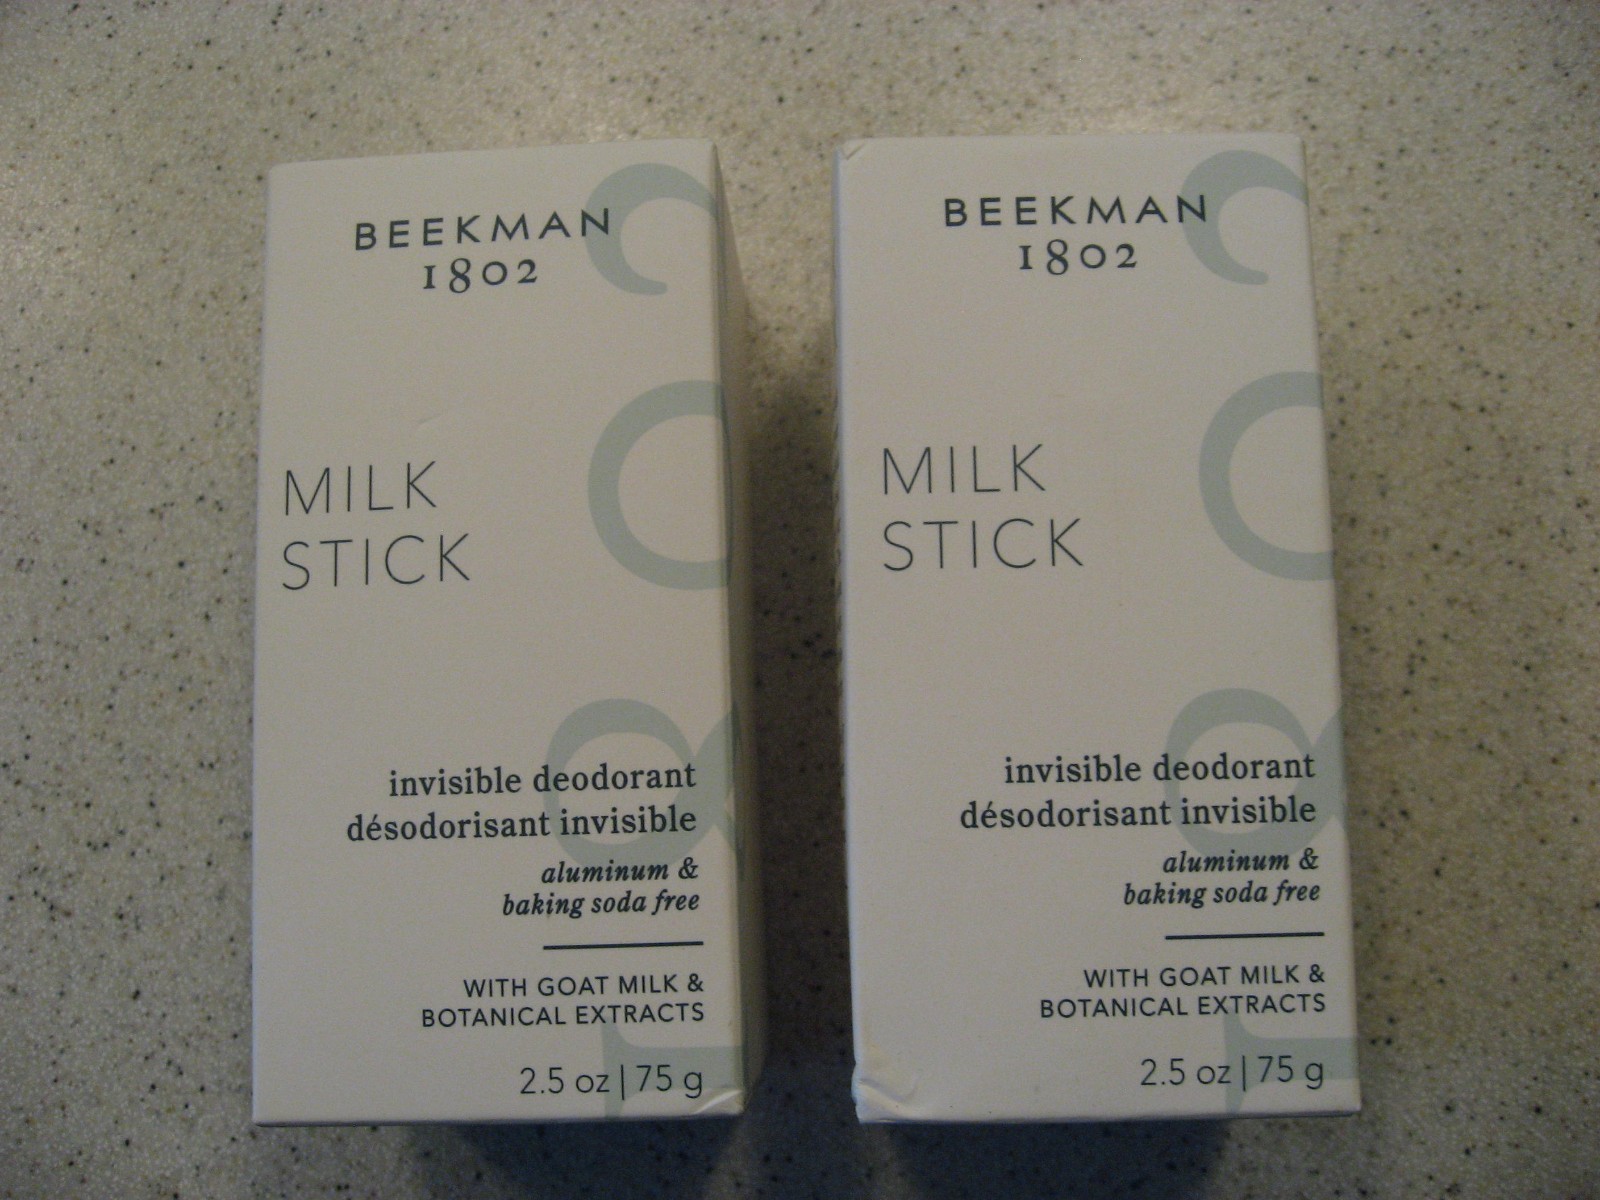 BEEKMAN
1802
MILK
STICK
invisible deodorant
désodorisant invisible
aluminum &
baking soda free
WITH GOAT MILK &
BOTANICAL EXTRACTS
2.5 oz | 75 g
BEEKMAN
1802
MILK
STICK
invisible deodorant
désodorisant invisible
aluminum &
baking soda free
WITH GOAT MILK &
BOTANICAL EXTRACTS
2.5 oz | 75 g